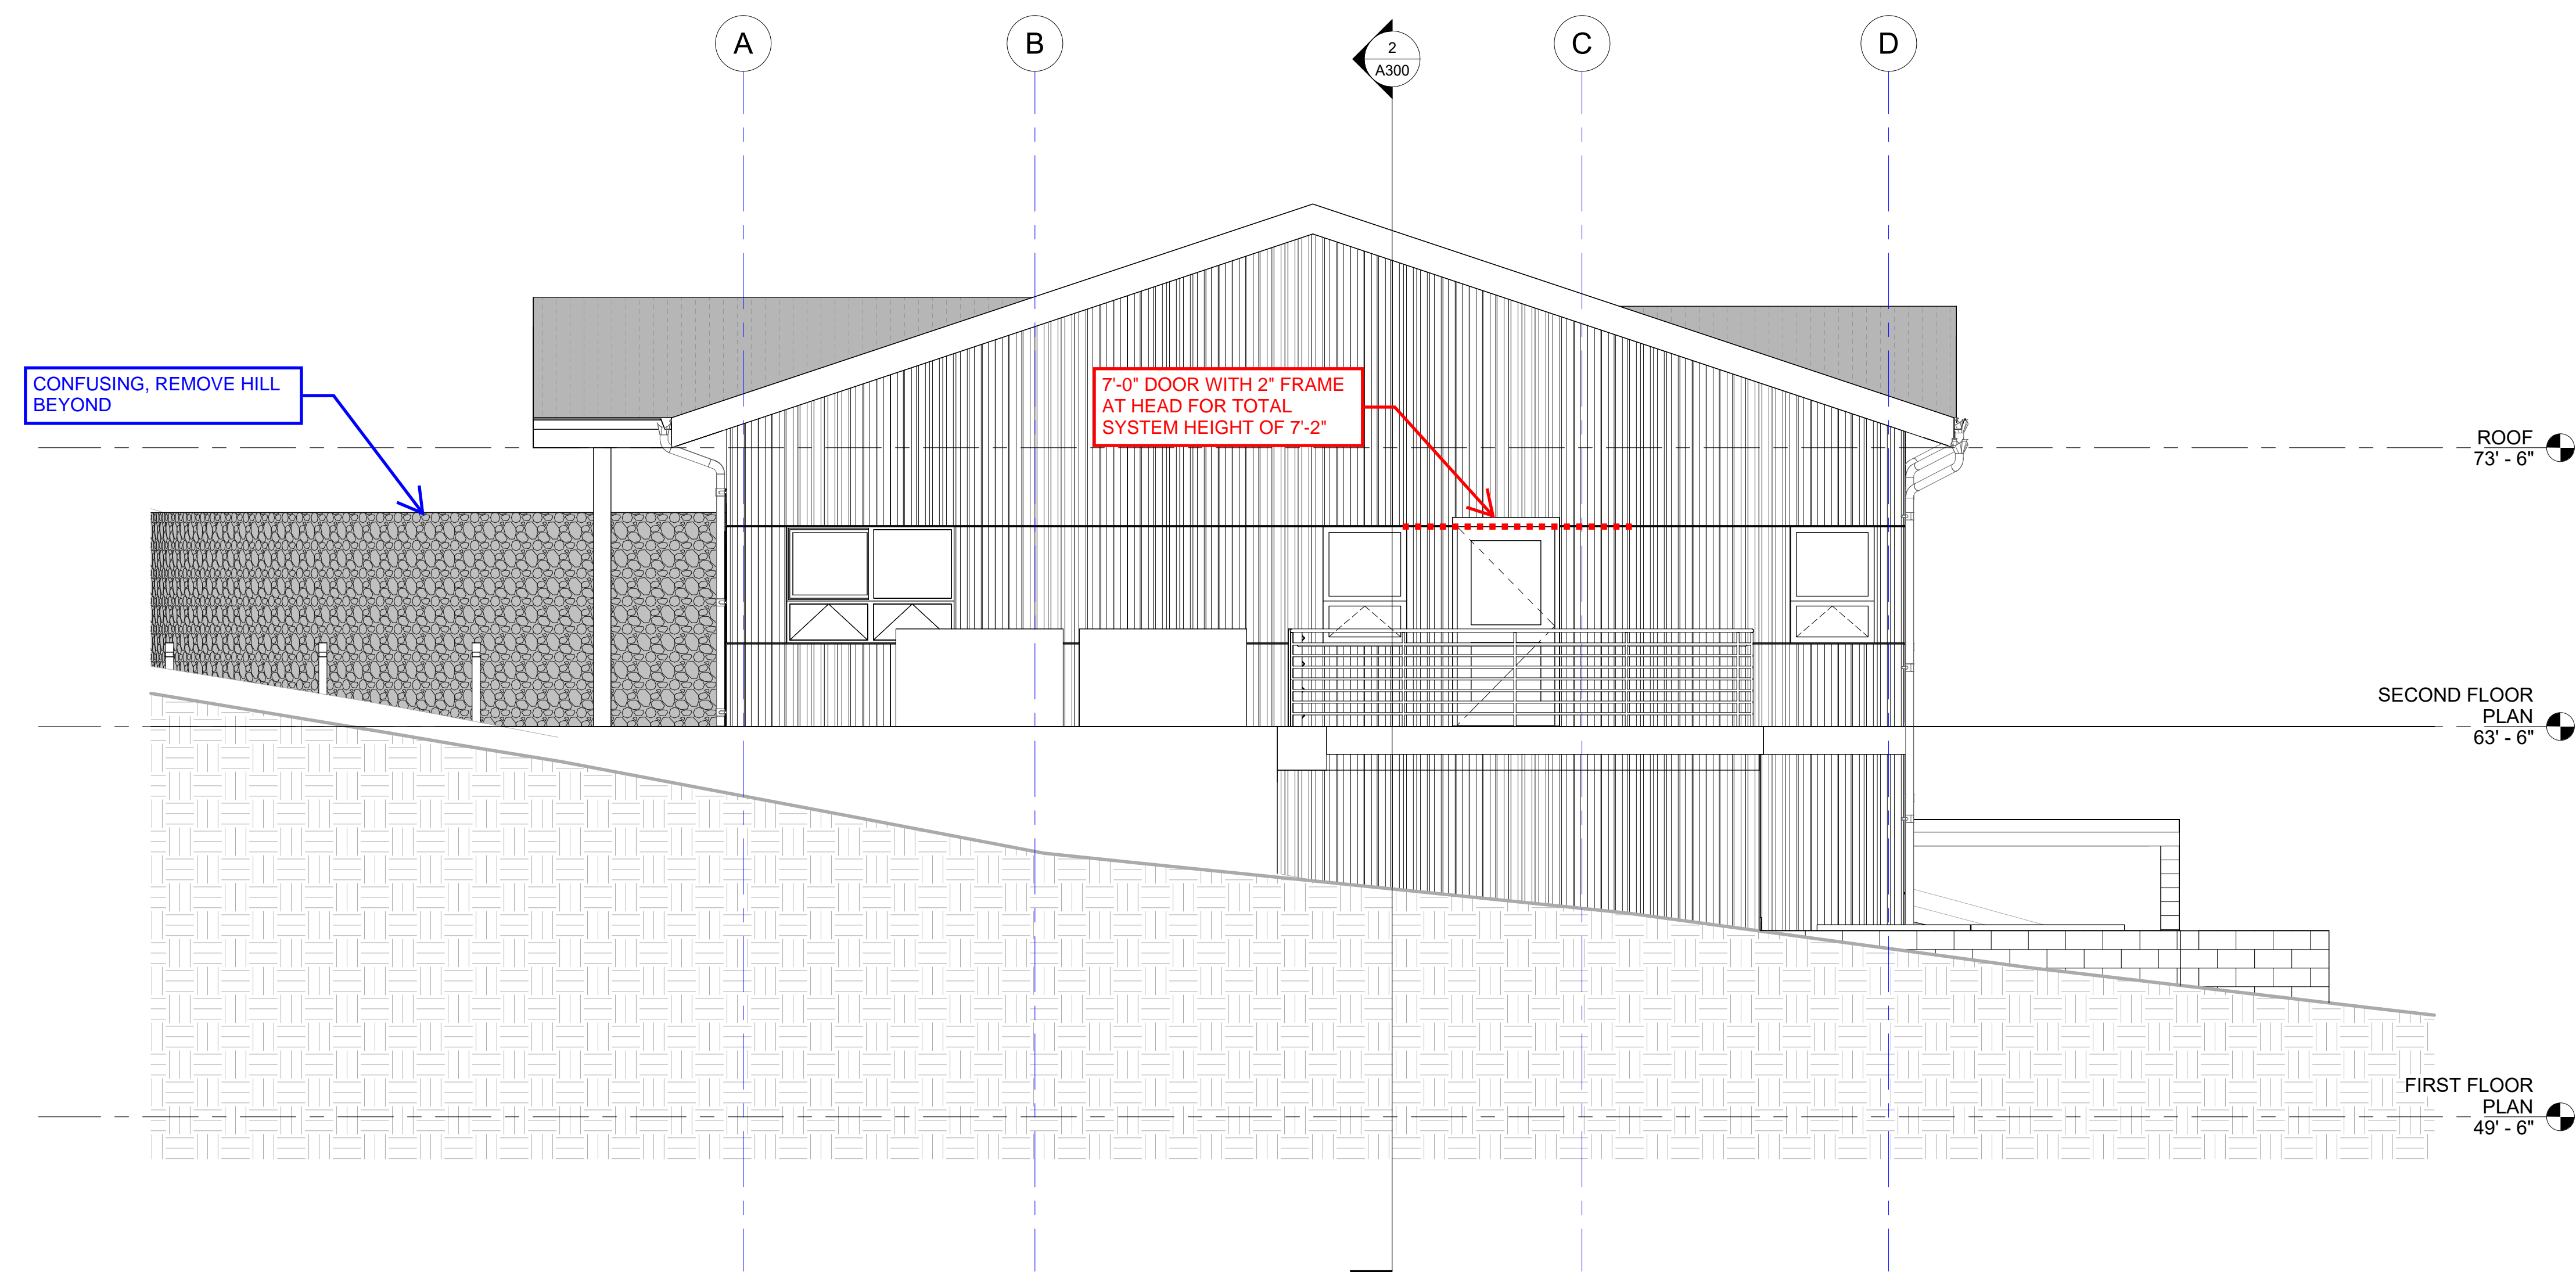 A
B
2
A300
C
D
CONFUSING, REMOVE HILL
BEYOND
7'-0" DOOR WITH 2" FRAME
AT HEAD FOR TOTAL
SYSTEM HEIGHT OF 7'-2"
ROOF
73' - 6"
SECOND FLOOR
PLAN
63' - 6"
FIRST FLOOR
PLAN
49' - 6"